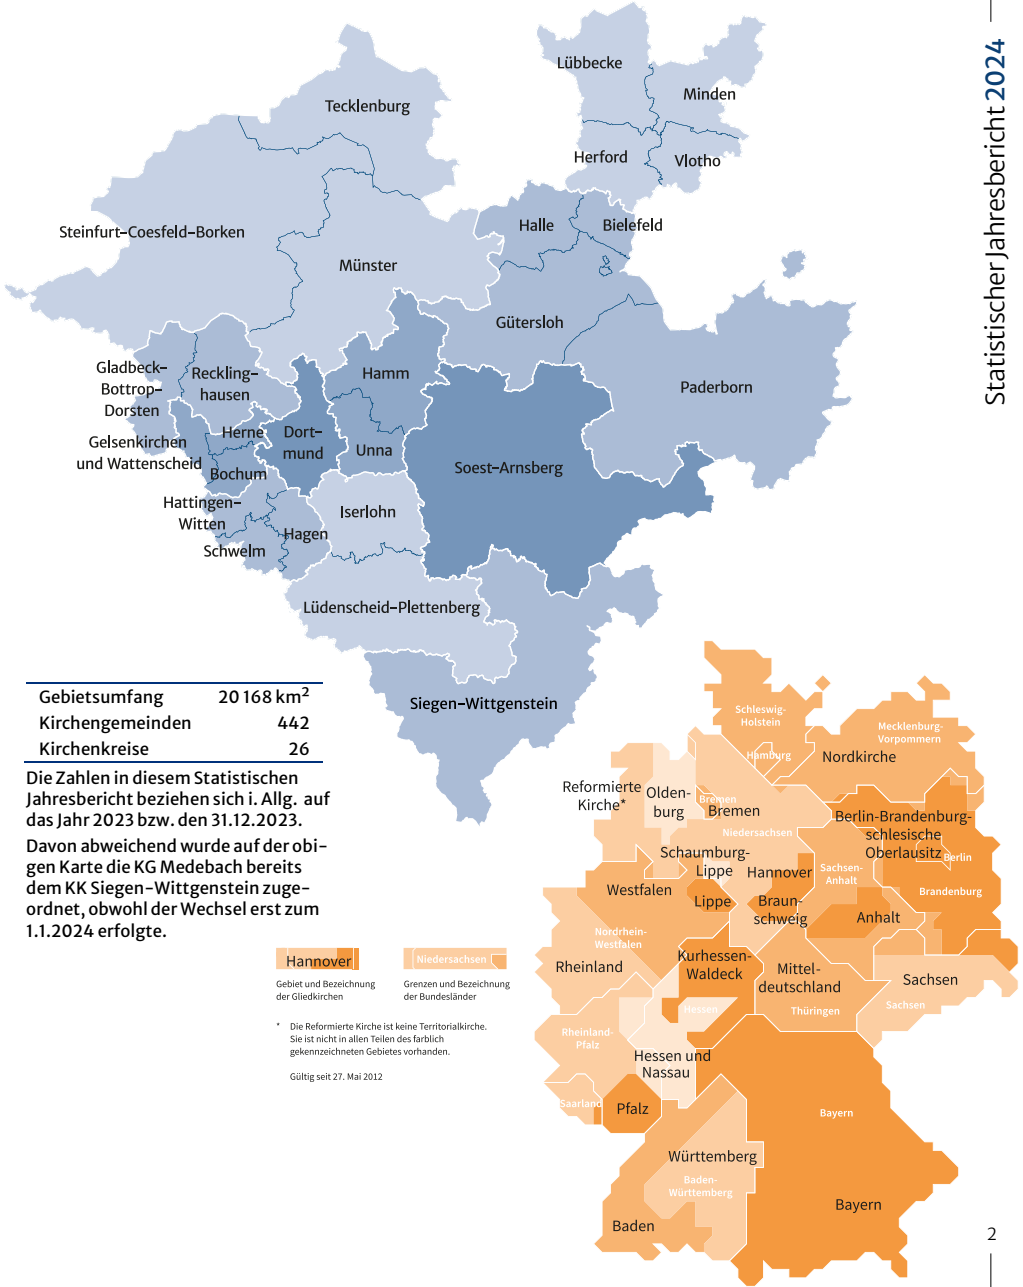 Statistischer Jahresbericht 2024
Lübbecke
Minden
Tecklenburg
Herford
Vlotho
Steinfurt-Coesfeld-Borken
Halle
Bielefeld
Münster
Gütersloh
Gladbeck-
Bottrop-
Dorsten
Reckling-
hausen
Hamm
Paderborn
Gelsenkirchen
und Wattenscheid
Herne
Dort-
mund
Unna
Bochum
Soest-Arnsberg
Hattingen-
Witten
Hagen
Iserlohn
Schwelm
Lüdenscheid-Plettenberg
Siegen-Wittgenstein
Gebietsumfang 20 168 km²
Kirchengemeinden 442
Kirchenkreise 26
Die Zahlen in diesem Statistischen
Jahresbericht beziehen sich i. Allg. auf
das Jahr 2023 bzw. den 31.12.2023.
Davon abweichend wurde auf der obi-
gen Karte die KG Medebach bereits
dem KK Siegen-Wittgenstein zuge-
ordnet, obwohl der Wechsel erst zum
1.1.2024 erfolgte.
Hannover
Gebiet und Bezeichnung
der Gliedkirchen
Niedersachsen
Grenzen und Bezeichnung
der Bundesländer
* Die Reformierte Kirche ist keine Territorialkirche.
Sie ist nicht in allen Teilen des farblich
gekennzeichneten Gebietes vorhanden.
Gültig seit 27. Mai 2012
Schleswig-
Holstein
Mecklenburg-
Vorpommern
Hamburg
Nordkirche
Reformierte
Kirche*
Olden-
burg
Bremen
Bremen
Niedersachsen
Berlin-Brandenburg-
schlesische
Oberlausitz
Berlin
Brandenburg
Schaumburg-
Lippe
Hannover
Sachsen-
Anhalt
Westfalen
Lippe
Braun-
schweig
Anhalt
Nordrhein-
Westfalen
Rheinland
Kurhessen-
Waldeck
Mittel-
deutschland
Sachsen
Sachsen
Hessen
Thüringen
Rheinland-
Pfalz
Hessen und
Nassau
Saarland
Pfalz
Bayern
Württemberg
Baden-
Württemberg
Baden
Bayern
2